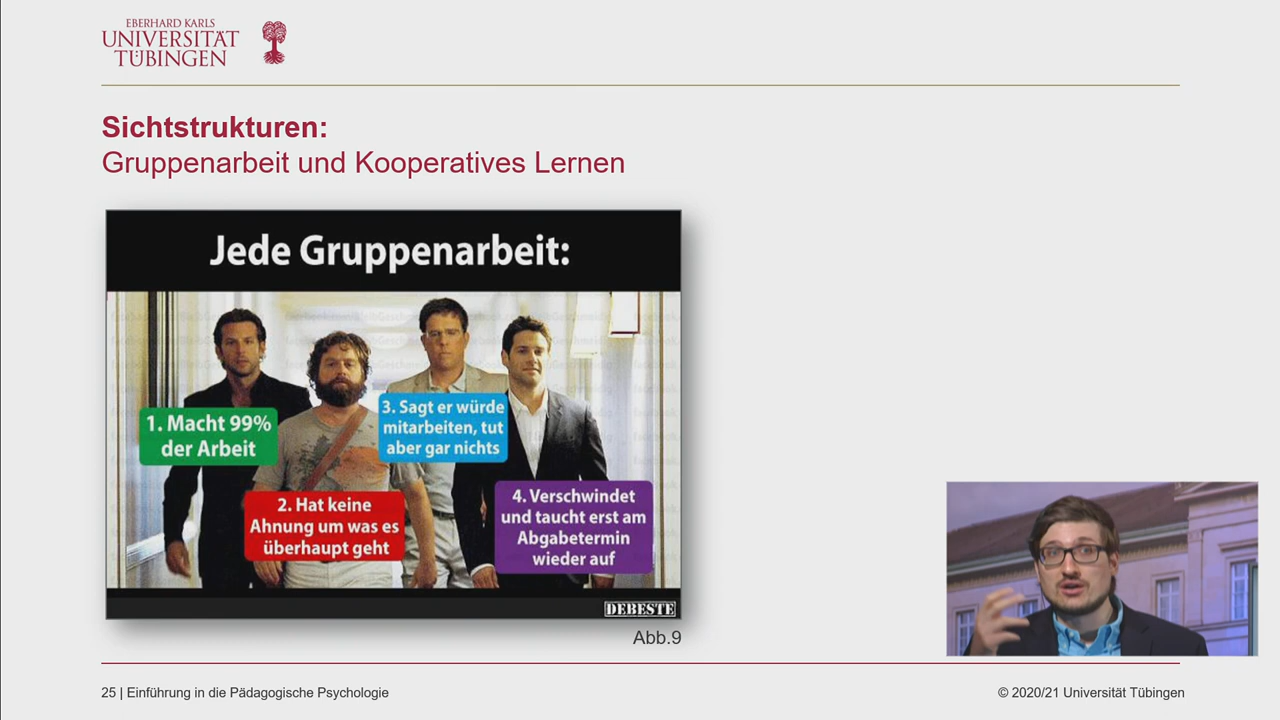 EBERHARD KARLS
UNIVERSITÄT
TÜBINGEN
Sichtstrukturen:
Gruppenarbeit und Kooperatives Lernen
Jede Gruppenarbeit:
1. Macht 99%
der Arbeit
2. Hat keine
Ahnung um was es
überhaupt geht
3. Sagt er würde
mitarbeiten, tut
aber gar nichts
4. Verschwindet
und taucht erst am
Abgabetermin
wieder auf
DEBESTE
Abb.9
25 | Einführung in die Pädagogische Psychologie
© 2020/21 Universität Tübingen